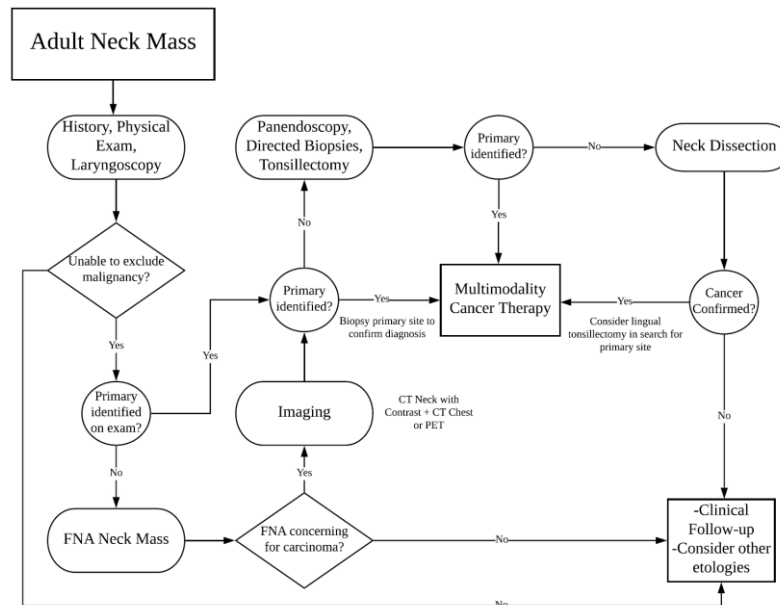 Adult Neck Mass
History, Physical
Exam,
Laryngoscopy
Panendoscopy,
Directed Biopsies,
Tonsillectomy
Primary
identified?
No
Neck Dissection
Unable to exclude
malignancy?
No
Yes
Primary
identified?
Yes
Biopsy primary site to
confirm diagnosis
Multimodality
Cancer Therapy
Yes
Consider lingual
tonsillectomy in search for
primary site
Cancer
Confirmed?
Yes
Yes
Primary
identified
on exam?
Imaging
CT Neck with
Contrast + CT Chest
or PET
No
No
Yes
FNA Neck Mass
FNA concerning
for carcinoma?
No
-Clinical
Follow-up
-Consider other
etologies
No